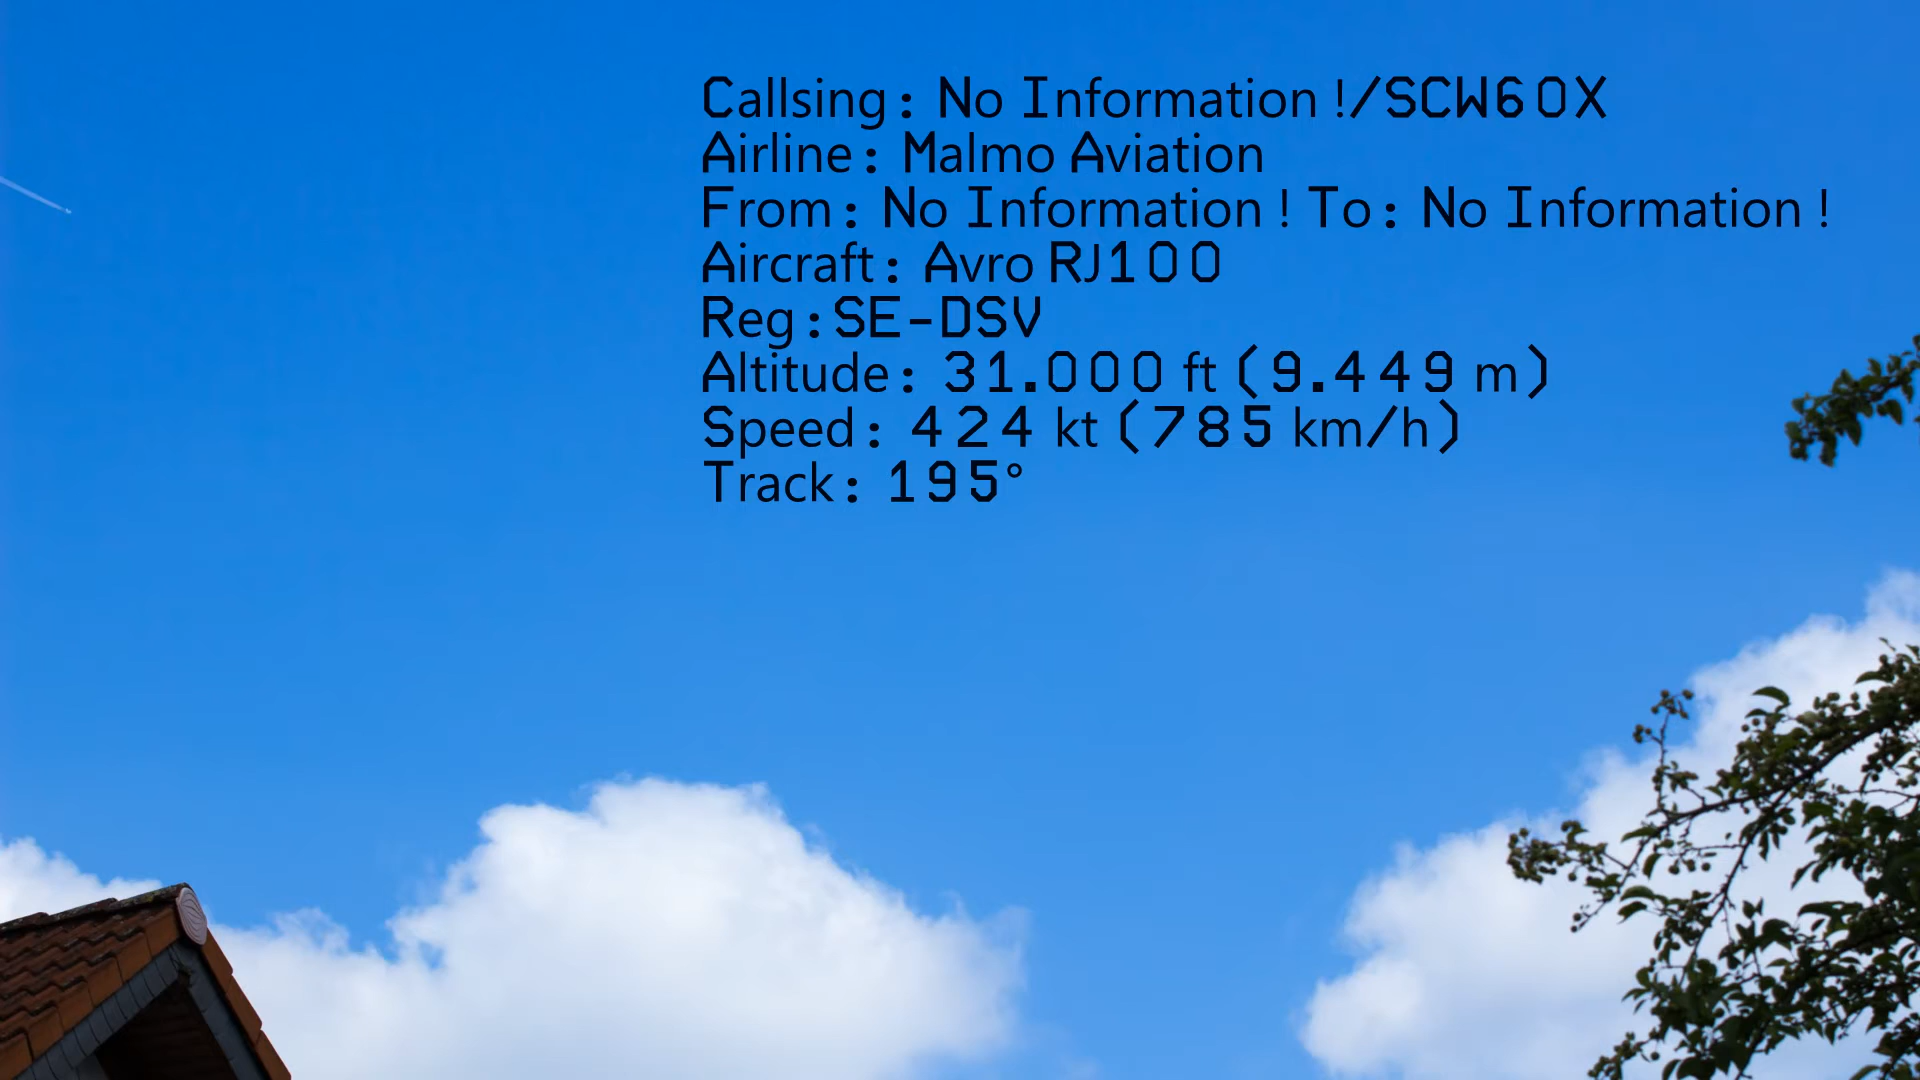 Callsing: No Information !/SCW60X
Airline: Malmo Aviation
From: No Information ! To: No Information !
Aircraft: Avro RJ100
Reg:SE-DSV
Altitude: 31.000 ft (9.449 m)
Speed: 424 kt (785 km/h)
Track: 195°